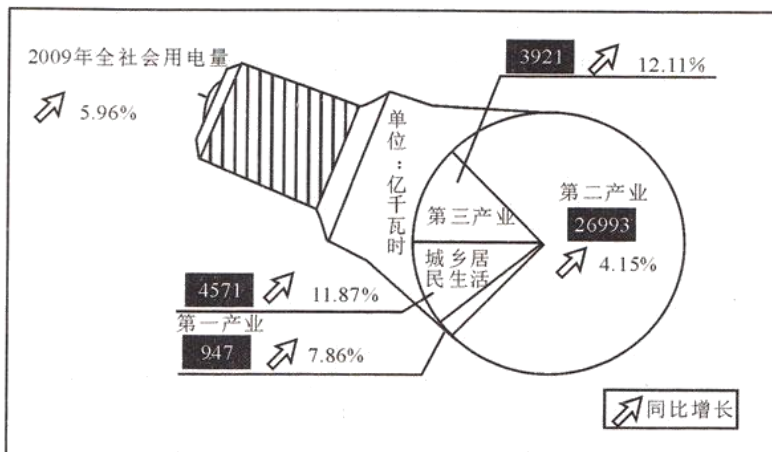 2009年全社会用电量
5.96%
3921
12.11%
单位：亿千瓦时
第二产业
26993
4.15%
第三产业
城乡居
民生活
4571
11.87%
第一产业
947
7.86%
同比增长